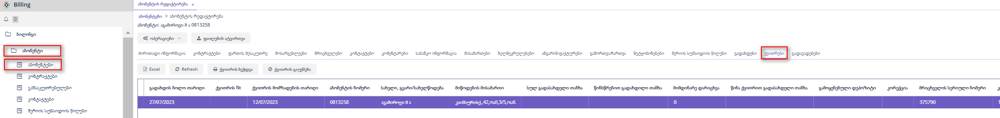 Billing
0
ბილინგი
აბონენტი
აბონენტები
კონტრაქტები
განსაკუთრებულები
კონტაქტები
მერიის სუბსიდიის წილები
აბონენტის რედაქტირება ×
აბონენტები > აბონენტის რედაქტირება
აბონენტი: აგამიროვი მ ა 0813258
ოპერაციები ფაილების ატვირთვა
ძირითადი ინფორმაცია კონტრაქტები ფართის მესაკუთრე მოსარგებლეები მრიცხველები კონტაქტები კომენტარები საბანკო ინფორმაცია მისამართები ხელშეკრულებები ანგარიშ-ფაქტურები გამორთვა/ჩართვა შეტყობინებები მერიის სუბსიდიის წილები გადახდები ქვითრები გადავადებები
Excel Refresh ქვითრის ბეჭდვა ქვითრის გაუქმება
გადახდის ბოლო თარიღი ქვითრის № ქვითრის მომზადების თარიღი აბონენტის ნომერი სახელი, გვარი/სახელწოდება მიწოდების მისამართი სულ გადასახდელი თანხა წინსწრებით გადახდილი თანხა მიმდინარე დარიცხვა წინა ქვითრით გადასახდელი თანხა გამოყენებული დეპოზიტი კორექცია მრიცხველის სერიული ნომერი
27/07/2023 12/07/2023 0813258 აგამიროვი მ ა კაიშაურისქ.,42,null,3/5,null. 0 375790 1